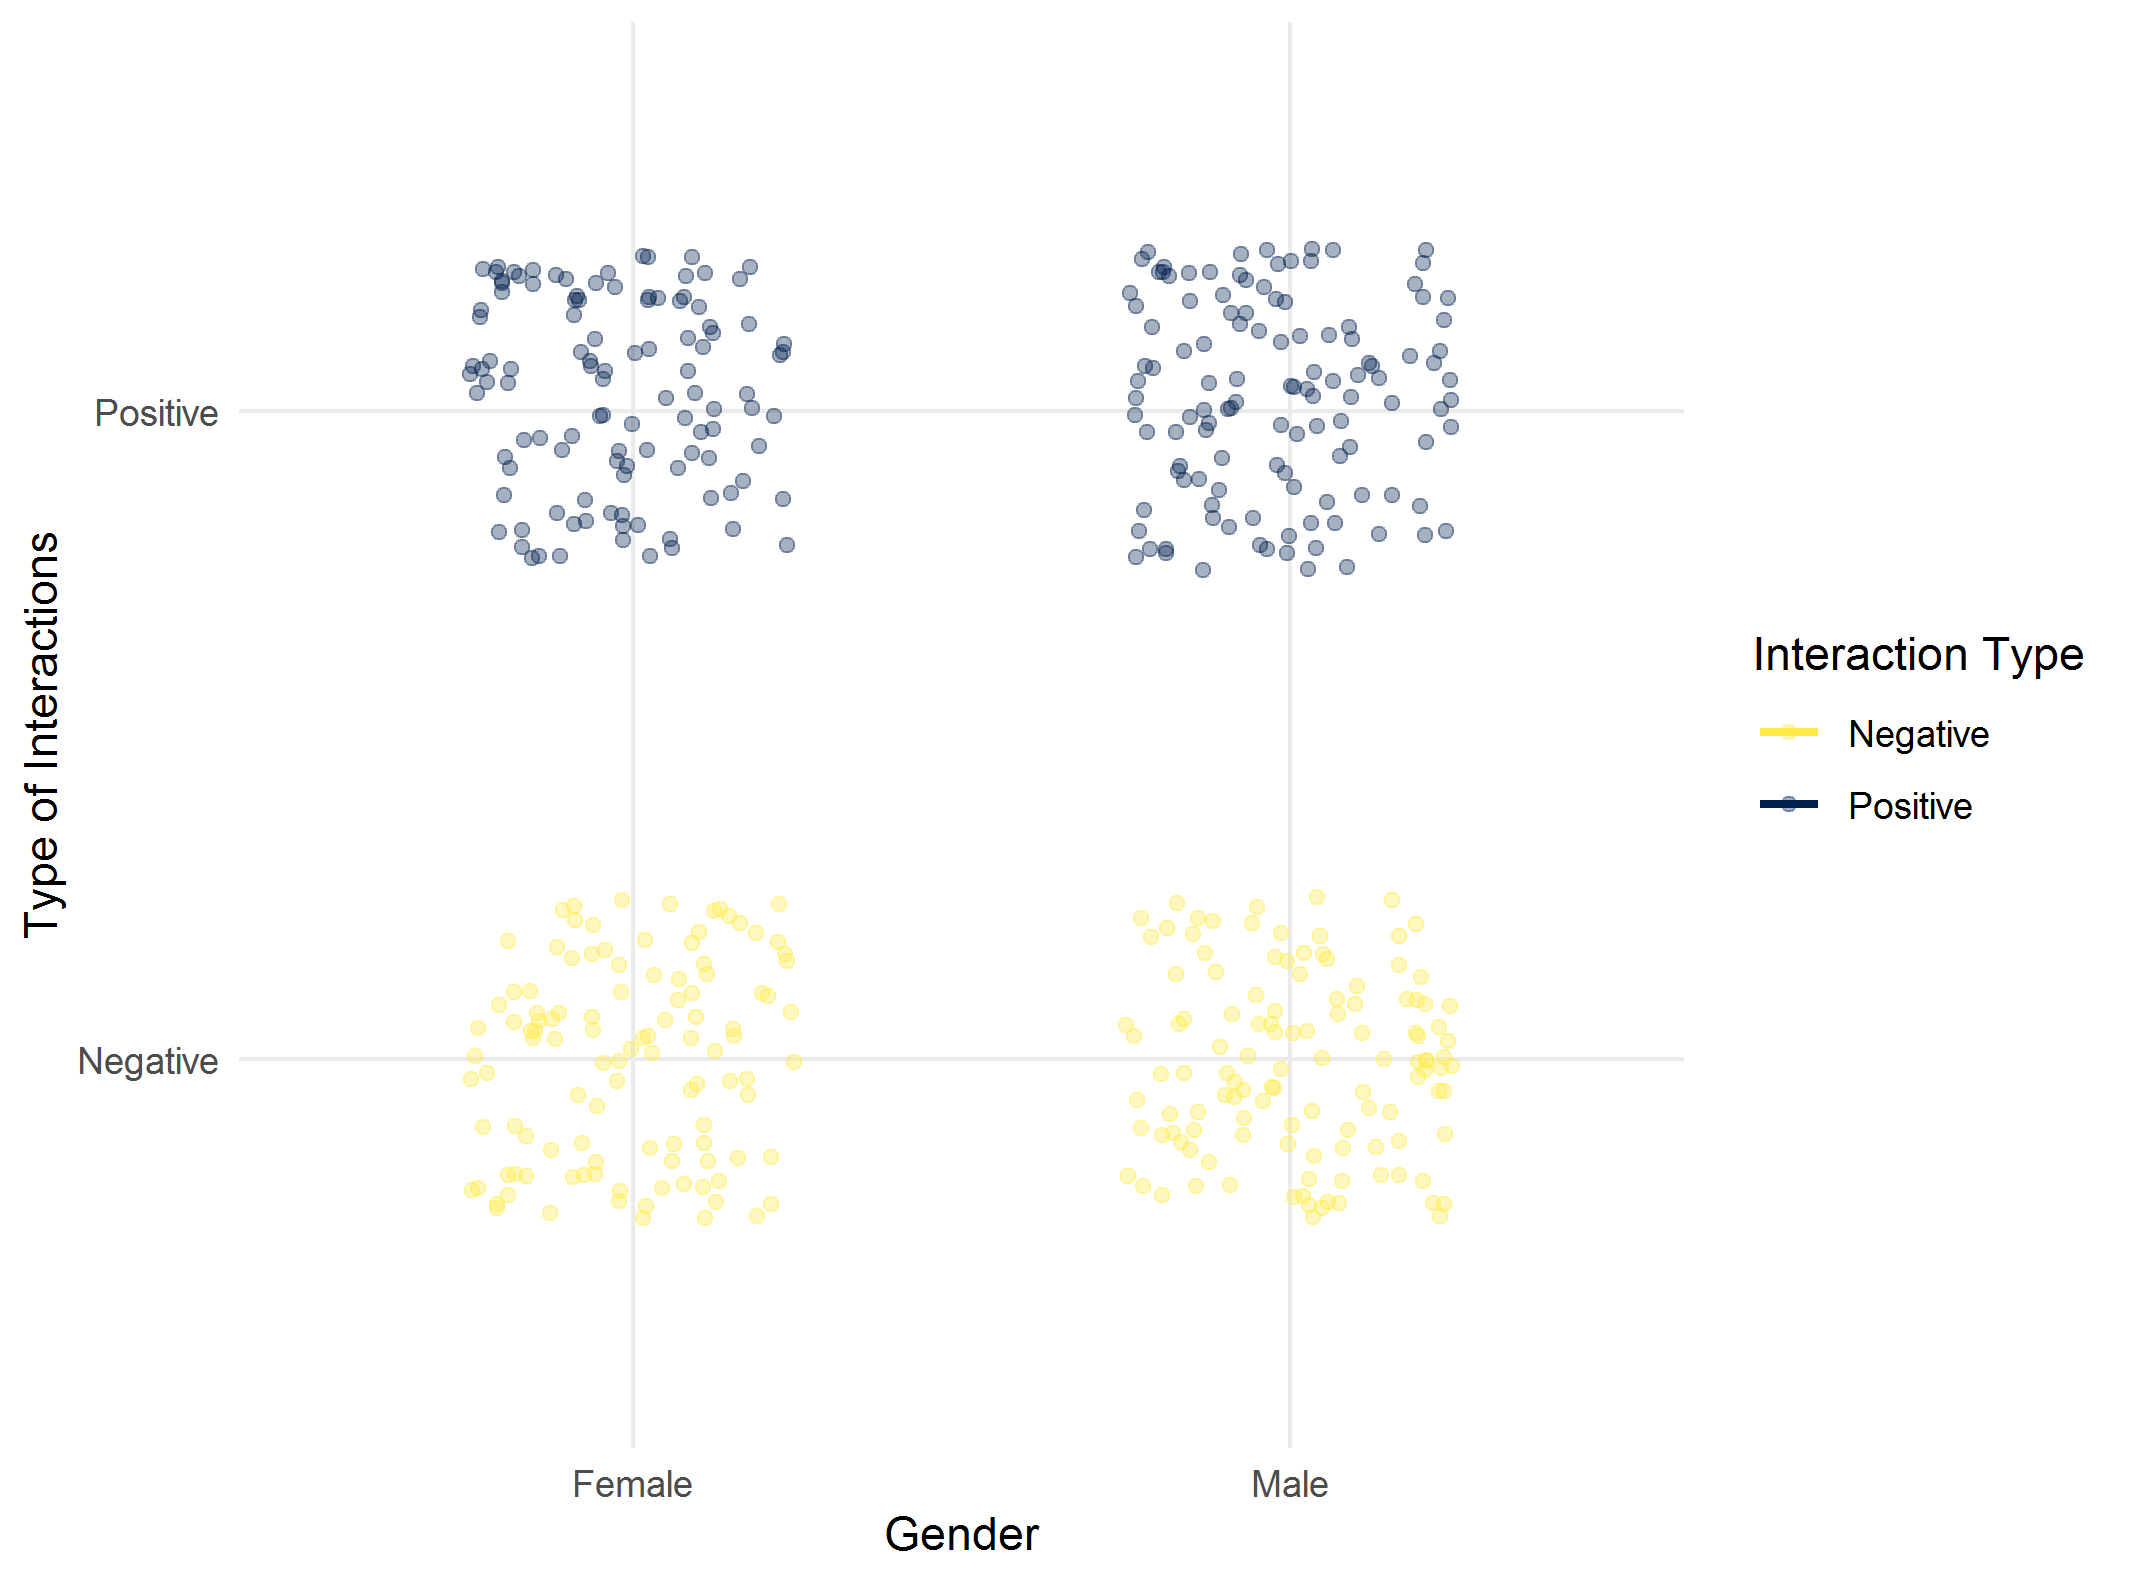 Type of Interactions
Positive
Negative
Female
Male
Gender
Interaction Type
Negative
Positive